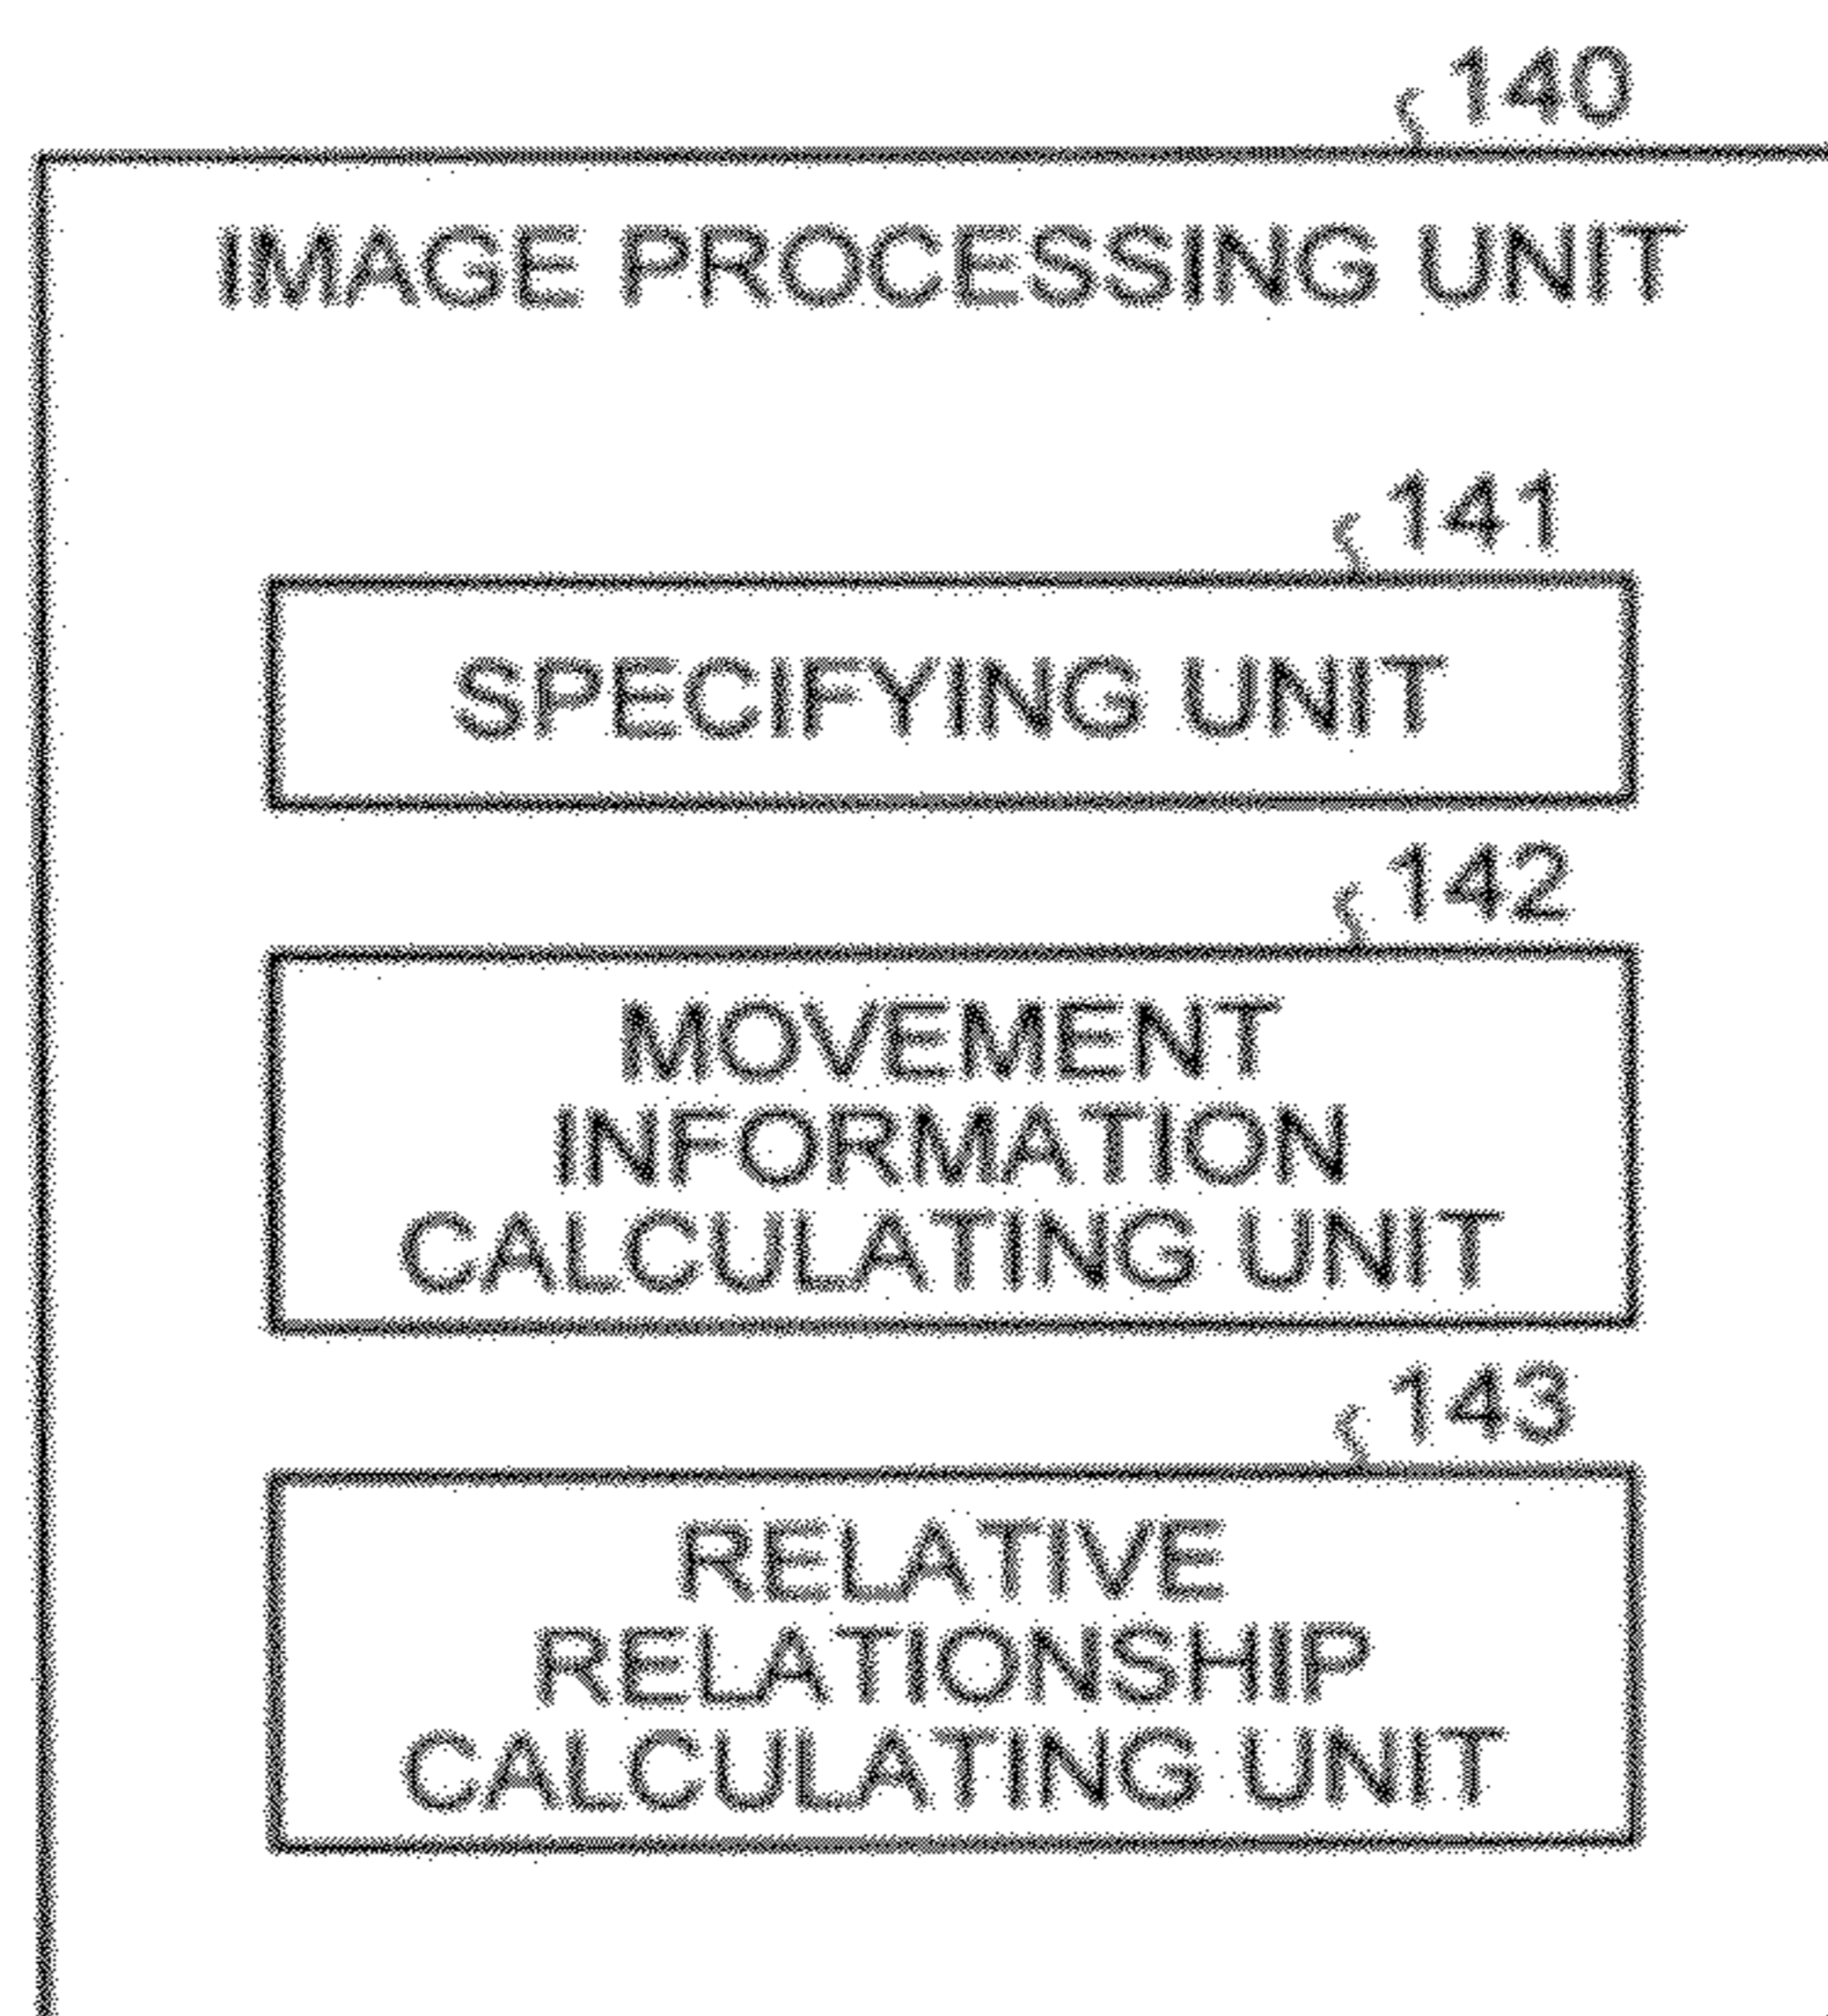 140
IMAGE PROCESSING UNIT
141
SPECIFYING UNIT
142
MOVEMENT
INFORMATION
CALCULATING UNIT
143
RELATIVE
RELATIONSHIP
CALCULATING UNIT